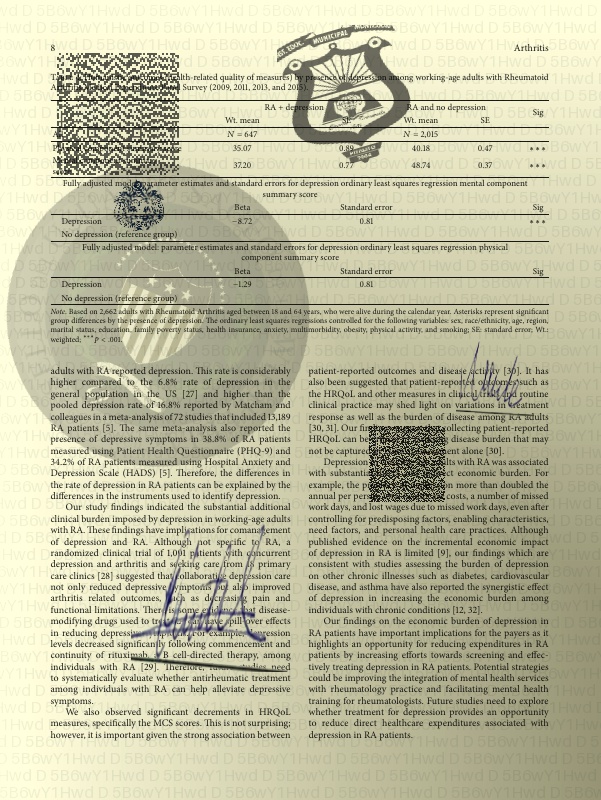 8
Arthritis
health-related quality of measures) by presence of depression among working-age adults with Rheumatoid
Survey (2009, 2011, 2013, and 2015).
RA + depression RA and no depression Sig
Wt. mean SE Wt. mean SE
N = 647 N = 2,015
35.07 0.89 40.18 0.47 ∗∗∗
37.20 0.77 48.74 0.37 ∗∗∗
Fully adjusted model: parameter estimates and standard errors for depression ordinary least squares regression mental component
summary score
Beta Standard error Sig
Depression −8.72 0.81 ∗∗∗
No depression (reference group)
Fully adjusted model: parameter estimates and standard errors for depression ordinary least squares regression physical
component summary score
Beta Standard error Sig
Depression −1.29 0.81
No depression (reference group)
Note. Based on 2,662 adults with Rheumatoid Arthritis aged between 18 and 64 years, who were alive during the calendar year. Asterisks represent significant
group differences by the presence of depression. The ordinary least squares regressions controlled for the following variables: sex, race/ethnicity, age, region,
marital status, education, family poverty status, health insurance, anxiety, multimorbidity, obesity, physical activity, and smoking; SE: standard error; Wt.:
weighted; ∗∗∗P < .001.
adults with RA reported depression. This rate is considerably
higher compared to the 6.8% rate of depression in the
general population in the US [27] and higher than the
pooled depression rate of 16.8% reported by Matcham and
colleagues in a meta-analysis of 72 studies that included 13,189
RA patients [5]. The same meta-analysis also reported the
presence of depressive symptoms in 38.8% of RA patients
measured using Patient Health Questionnaire (PHQ-9) and
34.2% of RA patients measured using Hospital Anxiety and
Depression Scale (HADS) [5]. Therefore, the differences in
the rate of depression in RA patients can be explained by the
differences in the instruments used to identify depression.
Our study findings indicated the substantial additional
clinical burden imposed by depression in working-age adults
with RA. These findings have implications for comanagement
of depression and RA. Although not specific to RA, a
randomized clinical trial of 1,001 patients with concurrent
depression and arthritis and seeking care from primary
care clinics [28] suggested that collaborative depression care
not only reduced depressive symptoms but also improved
arthritis related outcomes, such as decreasing pain and
functional limitations. There is some evidence that disease-
modifying drugs used to treat RA have spill-over effects
in reducing depressive symptoms. For example, depression
levels decreased significantly following commencement and
continuity of rituximab, a B cell-directed therapy, among
individuals with RA [29]. Therefore, future studies need
to systematically evaluate whether antirheumatic treatment
among individuals with RA can help alleviate depressive
symptoms.
We also observed significant decrements in HRQoL
measures, specifically the MCS scores. This is not surprising;
however, it is important given the strong association between
patient-reported outcomes and disease activity [30]. It has
also been suggested that patient-reported outcomes such as
the HRQoL and other measures in clinical trials and routine
clinical practice may shed light on variations in treatment
response as well as the burden of disease among RA adults
[30, 31]. Our findings collecting patient-reported
HRQoL can be disease burden that may
not be captured alone [30].
Depression adults with RA was associated
with substantial direct economic burden. For
example, the more than doubled the
annual per person costs, a number of missed
work days, and lost wages due to missed work days, even after
controlling for predisposing factors, enabling characteristics,
need factors, and personal health care practices. Although
published evidence on the incremental economic impact
of depression in RA is limited [9], our findings which are
consistent with studies assessing the burden of depression
on other chronic illnesses such as diabetes, cardiovascular
disease, and asthma have also reported the synergistic effect
of depression in increasing the economic burden among
individuals with chronic conditions [12, 32].
Our findings on the economic burden of depression in
RA patients have important implications for the payers as it
highlights an opportunity for reducing expenditures in RA
patients by increasing efforts towards screening and effec-
tively treating depression in RA patients. Potential strategies
could be improving the integration of mental health services
with rheumatology practice and facilitating mental health
training for rheumatologists. Future studies need to explore
whether treatment for depression provides an opportunity
to reduce direct healthcare expenditures associated with
depression in RA patients.